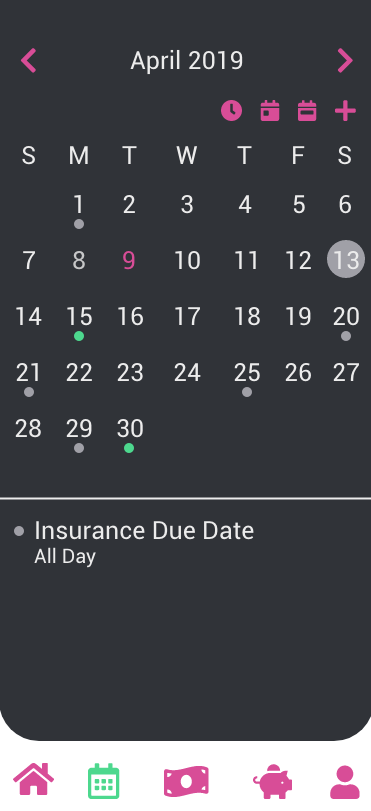 April 2019
S M T W T F S
1 2 3 4 5 6
7 8 9 10 11 12 13
14 15 16 17 18 19 20
21 22 23 24 25 26 27
28 29 30
Insurance Due Date
All Day